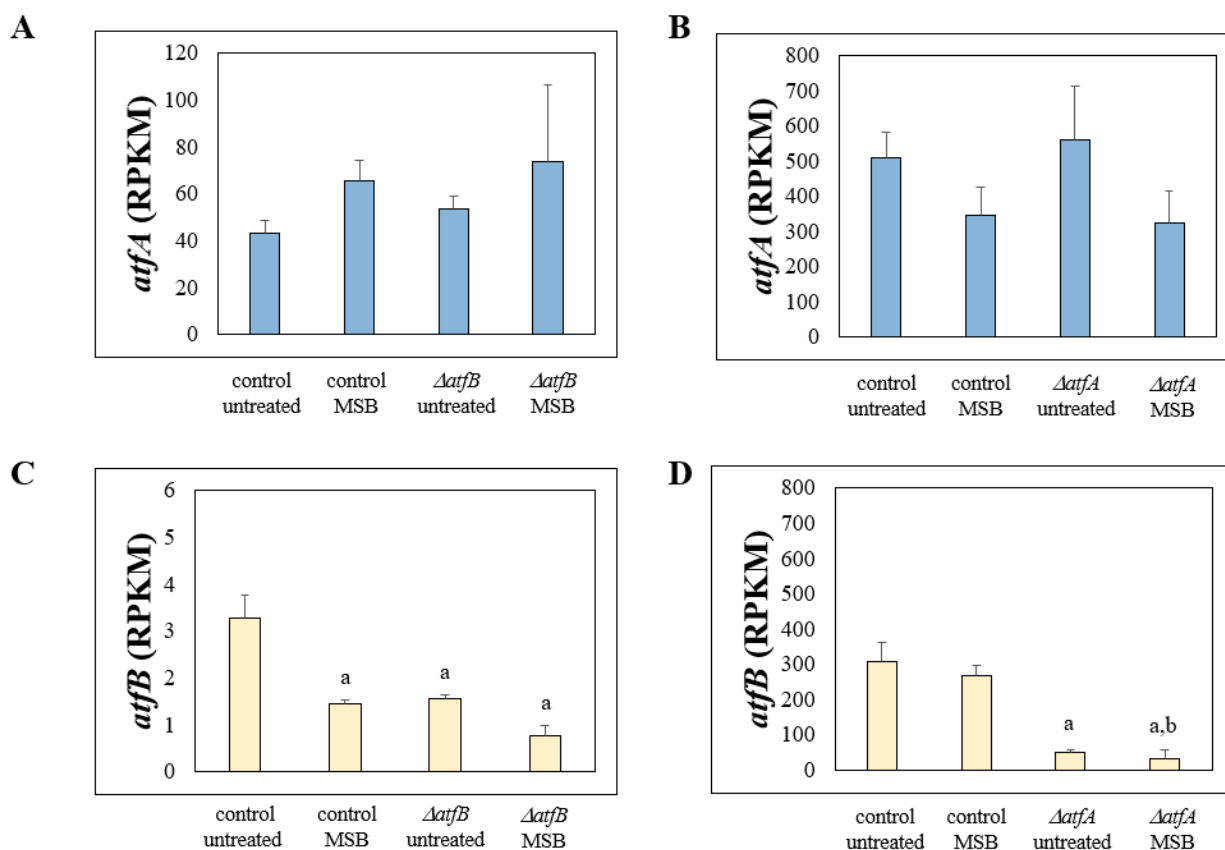 A
atfA (RPKM)
120
100
80
60
40
20
0
control
untreated
control
MSB
ΔatfB
untreated
ΔatfB
MSB
B
atfA (RPKM)
800
700
600
500
400
300
200
100
0
control
untreated
control
MSB
ΔatfA
untreated
ΔatfA
MSB
C
atfB (RPKM)
6
5
4
3
2
1
0
a
a
a
control
untreated
control
MSB
ΔatfB
untreated
ΔatfB
MSB
D
atfB (RPKM)
800
700
600
500
400
300
200
100
0
a
a,b
control
untreated
control
MSB
ΔatfA
untreated
ΔatfA
MSB